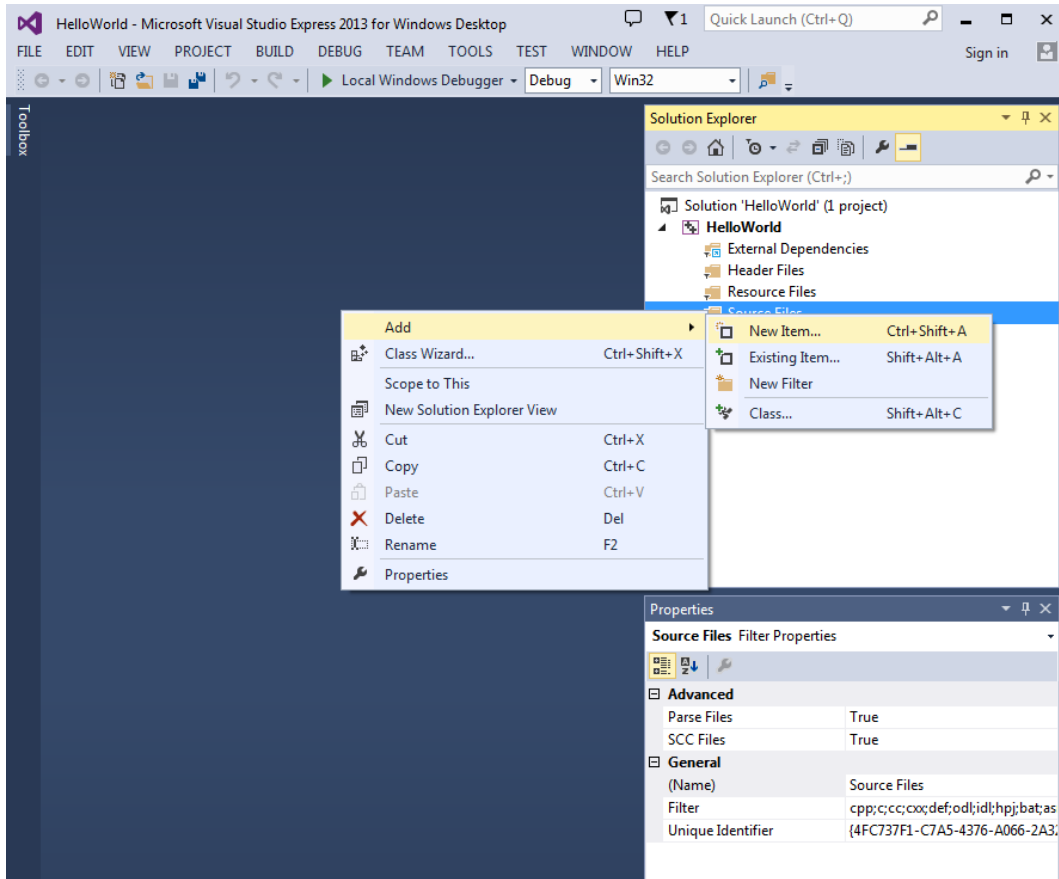 HelloWorld - Microsoft Visual Studio Express 2013 for Windows Desktop
1
Quick Launch (Ctrl+Q)
FILE EDIT VIEW PROJECT BUILD DEBUG TEAM TOOLS TEST WINDOW HELP
Sign in
Local Windows Debugger Debug Win32
Toolbox
Solution Explorer
Search Solution Explorer (Ctrl+;)
Solution 'HelloWorld' (1 project)
HelloWorld
External Dependencies
Header Files
Resource Files
Source Files
Add
Class Wizard... Ctrl+Shift+X
Scope to This
New Solution Explorer View
Cut Ctrl+X
Copy Ctrl+C
Paste Ctrl+V
Delete Del
Rename F2
Properties
New Item... Ctrl+Shift+A
Existing Item... Shift+Alt+A
New Filter
Class... Shift+Alt+C
Properties
Source Files Filter Properties
Advanced
Parse Files True
SCC Files True
General
(Name) Source Files
Filter cpp;c;cc;cxx;def;odl;idl;hpj;bat;as
Unique Identifier {4FC737F1-C7A5-4376-A066-2A32